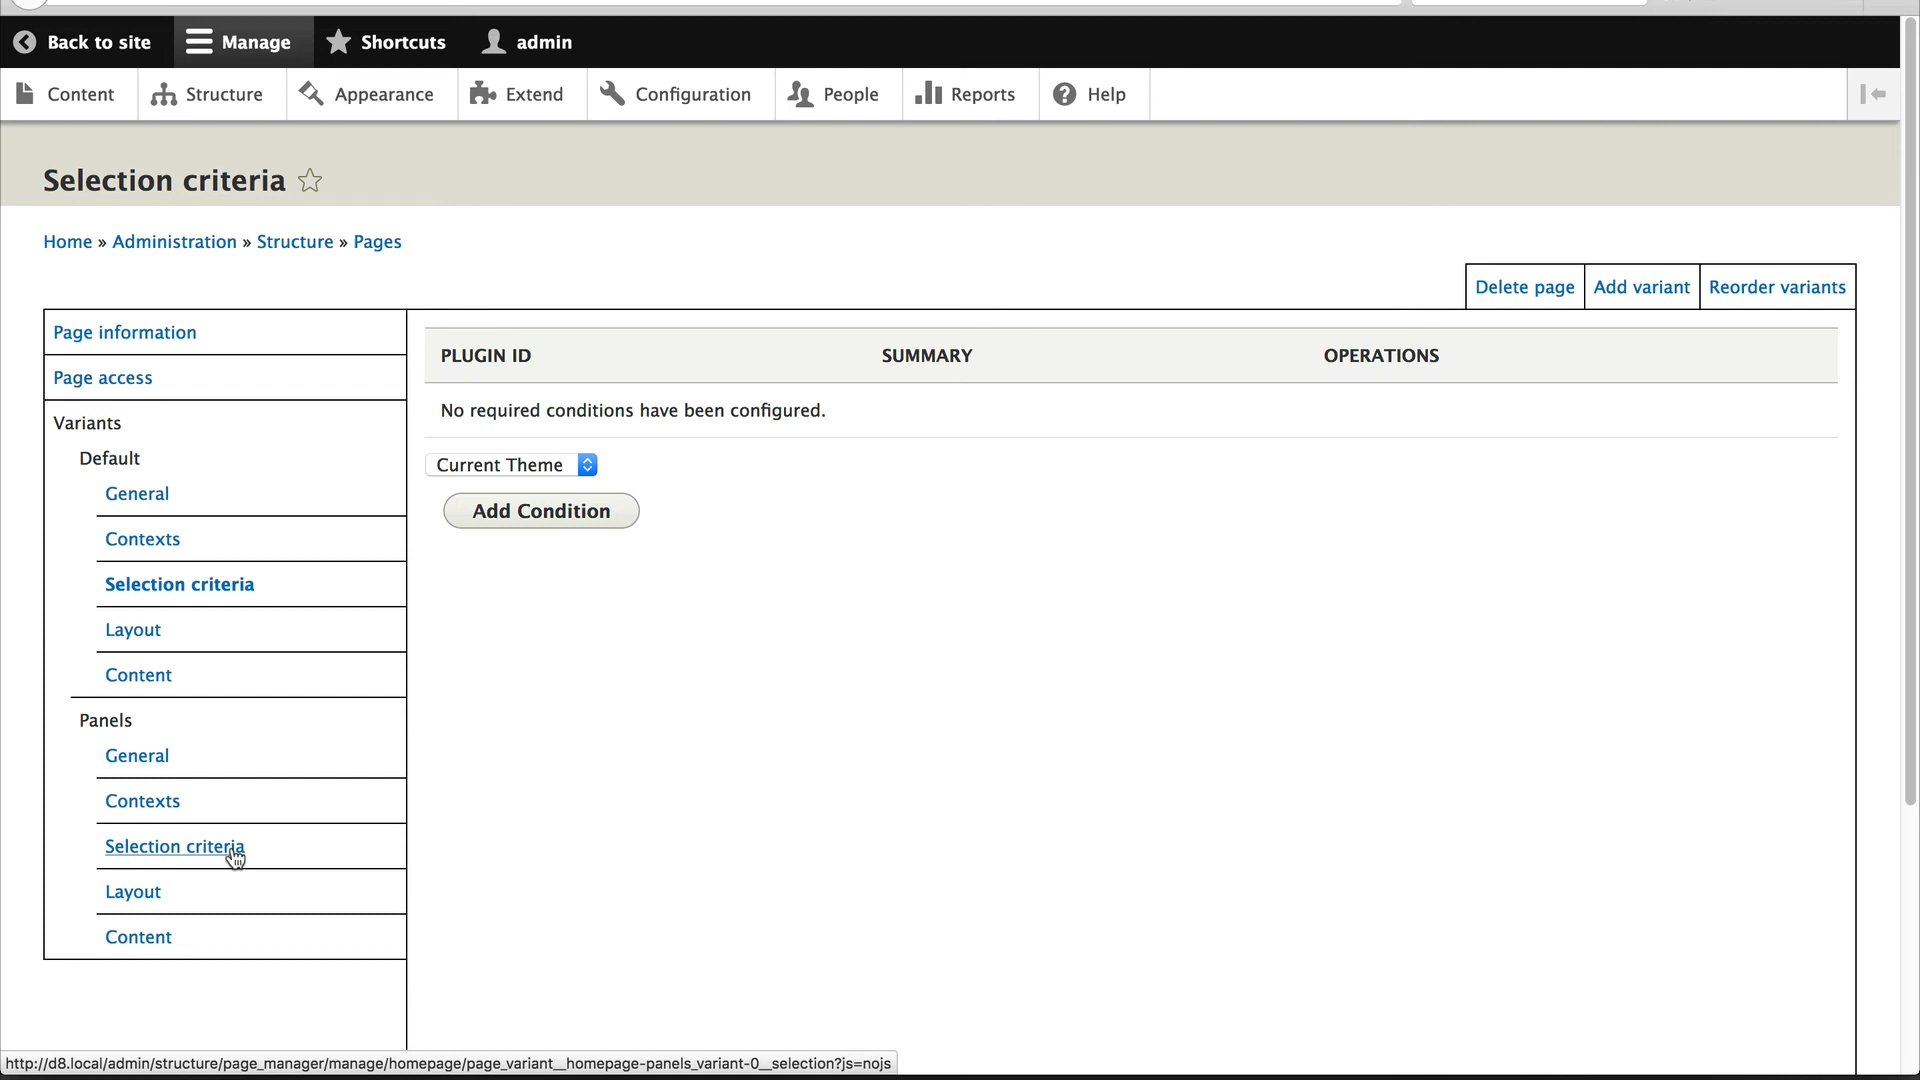 Back to site Manage Shortcuts admin
Content Structure Appearance Extend Configuration People Reports Help
Selection criteria
Home » Administration » Structure » Pages
Delete page Add variant Reorder variants
Page information
Page access
Variants
Default
General
Contexts
Selection criteria
Layout
Content
Panels
General
Contexts
Selection criteria
Layout
Content
PLUGIN ID SUMMARY OPERATIONS
No required conditions have been configured.
Current Theme
Add Condition
http://d8.local/admin/structure/page_manager/manage/homepage/page_variant__homepage-panels_variant-0__selection?js=nojs